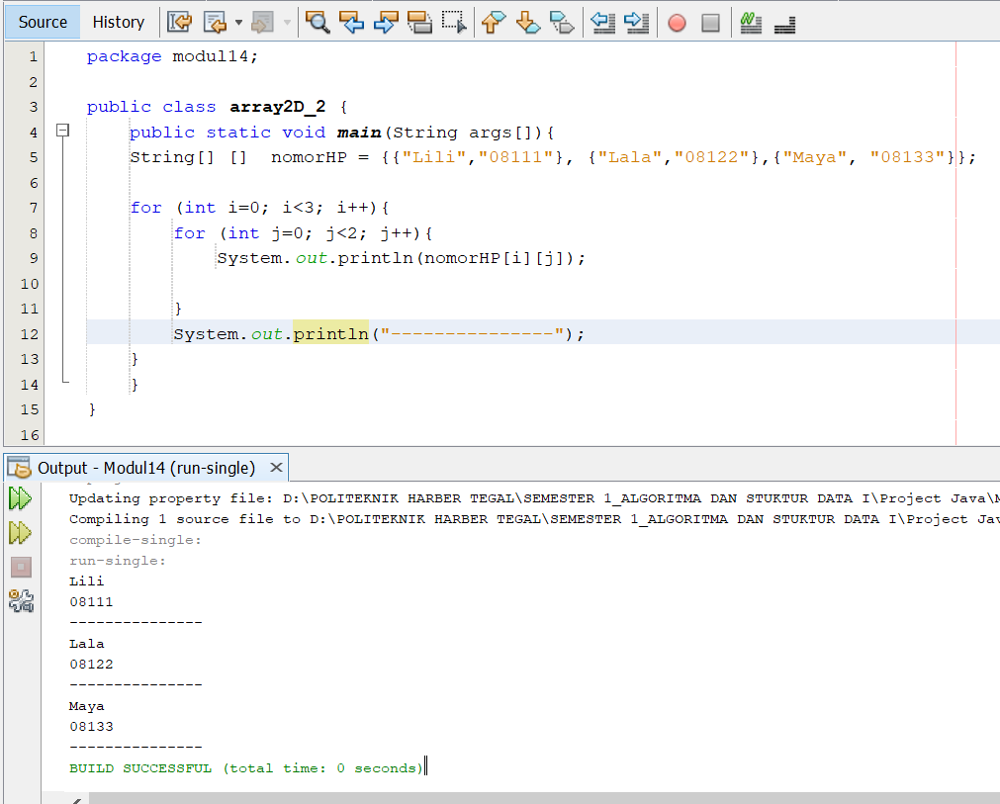 Source History
1 package modul14;
2
3 public class array2D_2 {
4 public static void main(String args[]){
5 String[] [] nomorHP = {{"Lili","08111"}, {"Lala","08122"},{"Maya", "08133"}};
6
7 for (int i=0; i<3; i++){
8 for (int j=0; j<2; j++){
9 System.out.println(nomorHP[i][j]);
10
11 }
12 System.out.println("---------------");
13 }
14 }
15 }
16
Output - Modul14 (run-single) ×
Updating property file: D:\POLITEKNIK HARBER TEGAL\SEMESTER 1_ALGORITMA DAN STUKTUR DATA I\Project Java\M
Compiling 1 source file to D:\POLITEKNIK HARBER TEGAL\SEMESTER 1_ALGORITMA DAN STUKTUR DATA I\Project Jav
compile-single:
run-single:
Lili
08111
---------------
Lala
08122
---------------
Maya
08133
---------------
BUILD SUCCESSFUL (total time: 0 seconds)